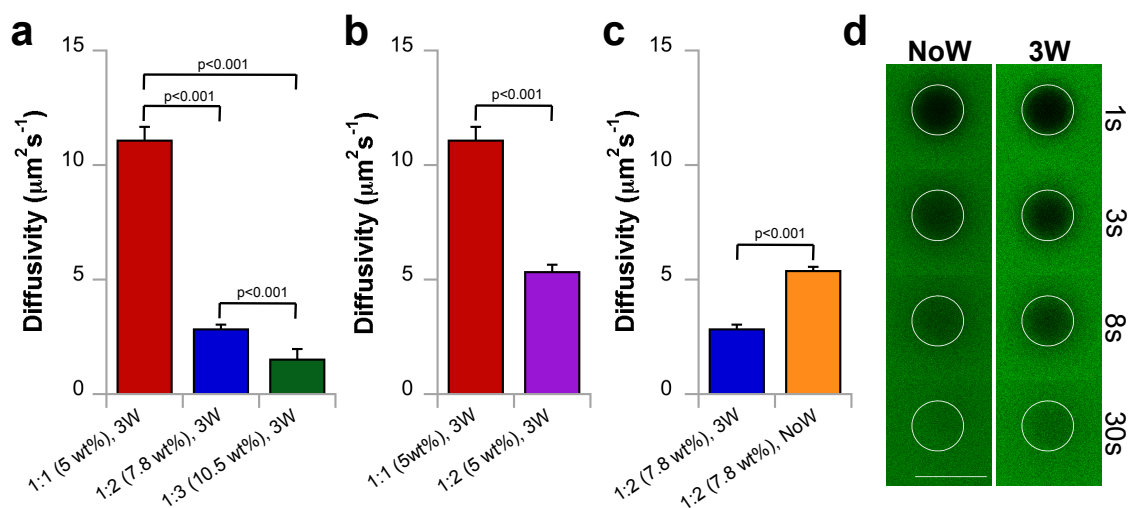 a
15
10
5
0
Diffusivity (μm²s⁻¹)
p<0.001
p<0.001
p<0.001
1:1 (5 wt%), 3W
1:2 (7.8 wt%), 3W
1:3 (10.5 wt%), 3W
b
15
10
5
0
Diffusivity (μm²s⁻¹)
p<0.001
1:1 (5wt%), 3W
1:2 (5 wt%), 3W
c
15
10
5
0
Diffusivity (μm²s⁻¹)
p<0.001
1:2 (7.8 wt%), 3W
1:2 (7.8 wt%), NoW
d
NoW 3W
1s
3s
8s
30s